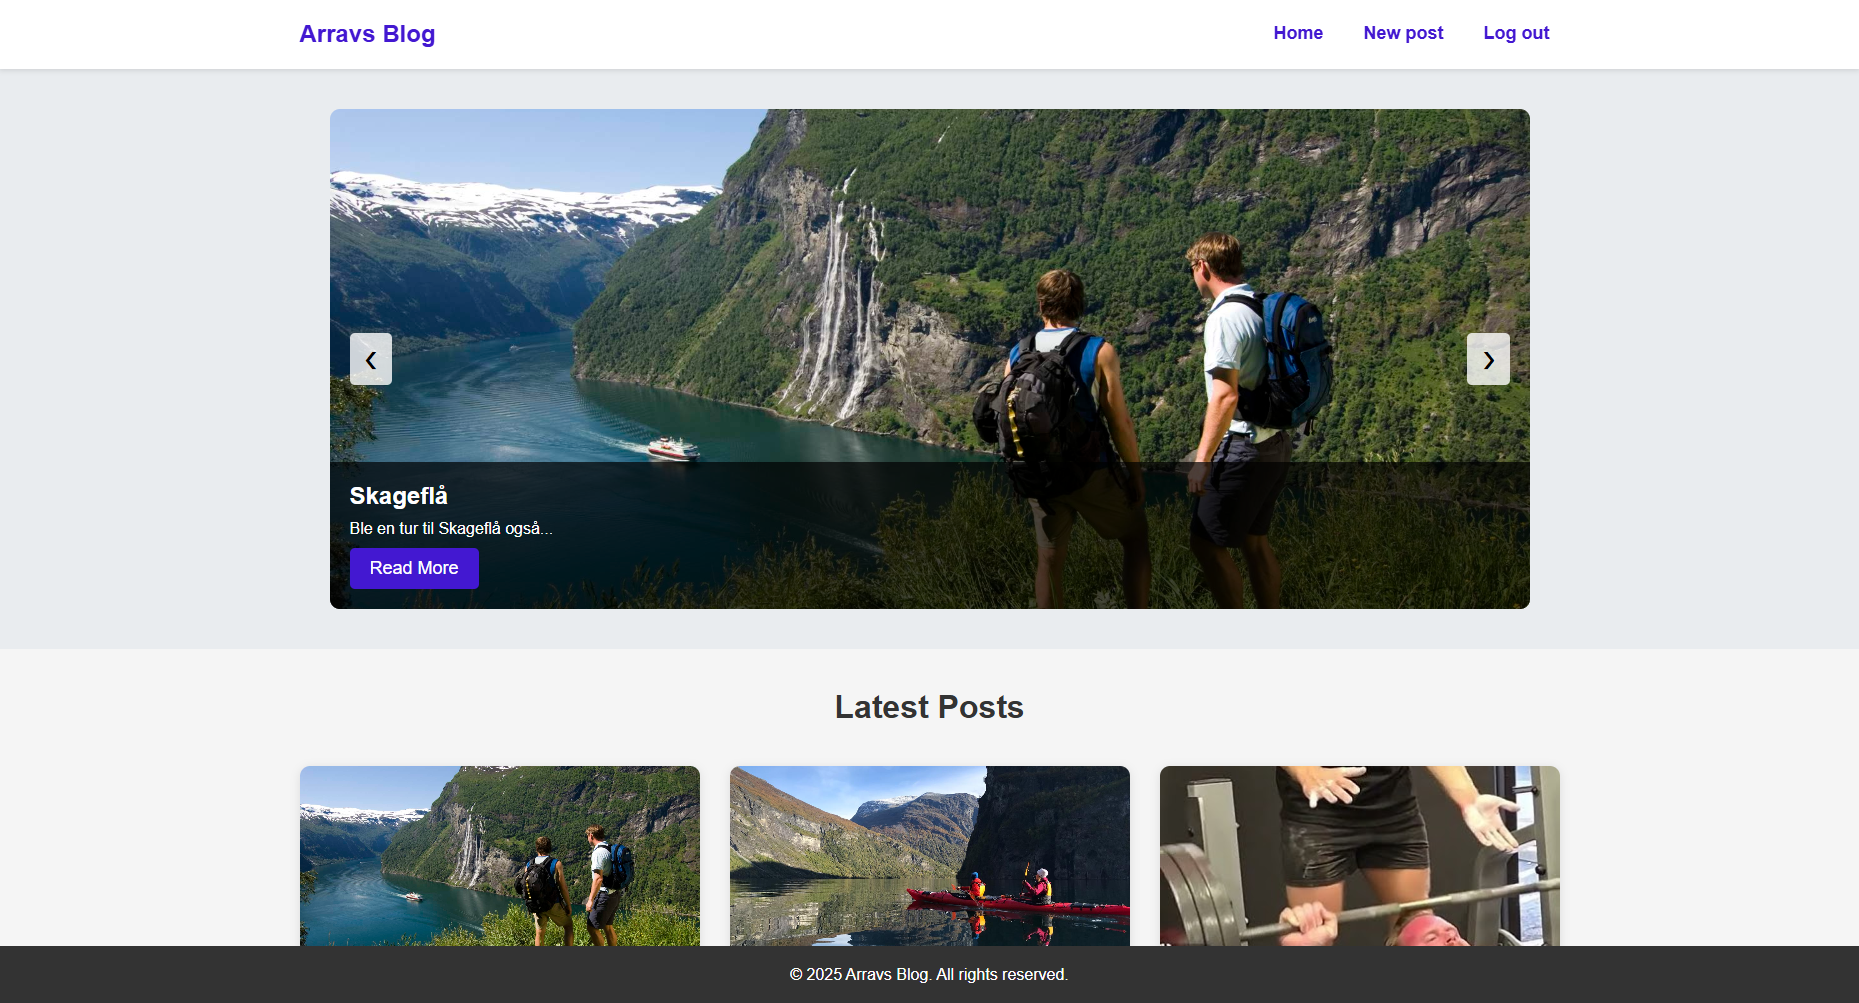 Arravs Blog
Home
New post
Log out
❮
❯
Skageflå
Ble en tur til Skageflå også...
Read More
Latest Posts
© 2025 Arravs Blog. All rights reserved.